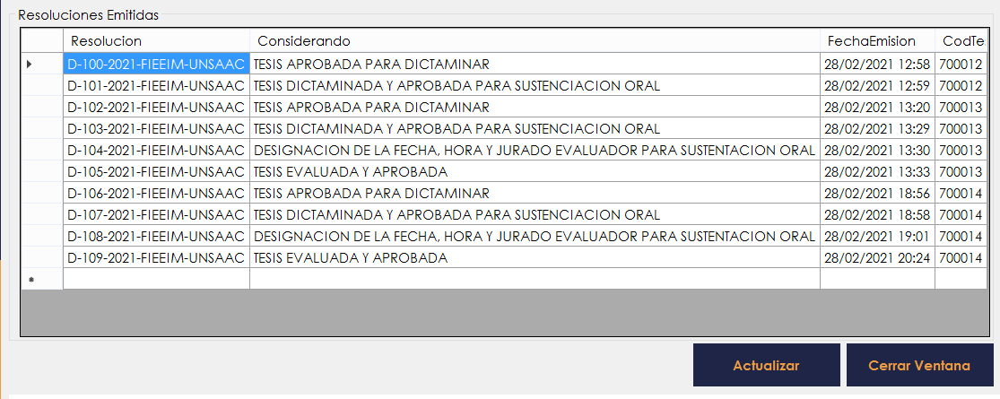 Resoluciones Emitidas
Resolucion Considerando FechaEmision CodTe
D-100-2021-FIEEIM-UNSAAC TESIS APROBADA PARA DICTAMINAR 28/02/2021 12:58 700012
D-101-2021-FIEEIM-UNSAAC TESIS DICTAMINADA Y APROBADA PARA SUSTENCIACION ORAL 28/02/2021 12:59 700012
D-102-2021-FIEEIM-UNSAAC TESIS APROBADA PARA DICTAMINAR 28/02/2021 13:20 700013
D-103-2021-FIEEIM-UNSAAC TESIS DICTAMINADA Y APROBADA PARA SUSTENCIACION ORAL 28/02/2021 13:29 700013
D-104-2021-FIEEIM-UNSAAC DESIGNACION DE LA FECHA, HORA Y JURADO EVALUADOR PARA SUSTENTACION ORAL 28/02/2021 13:30 700013
D-105-2021-FIEEIM-UNSAAC TESIS EVALUADA Y APROBADA 28/02/2021 13:33 700013
D-106-2021-FIEEIM-UNSAAC TESIS APROBADA PARA DICTAMINAR 28/02/2021 18:56 700014
D-107-2021-FIEEIM-UNSAAC TESIS DICTAMINADA Y APROBADA PARA SUSTENCIACION ORAL 28/02/2021 18:58 700014
D-108-2021-FIEEIM-UNSAAC DESIGNACION DE LA FECHA, HORA Y JURADO EVALUADOR PARA SUSTENTACION ORAL 28/02/2021 19:01 700014
D-109-2021-FIEEIM-UNSAAC TESIS EVALUADA Y APROBADA 28/02/2021 20:24 700014
Actualizar Cerrar Ventana